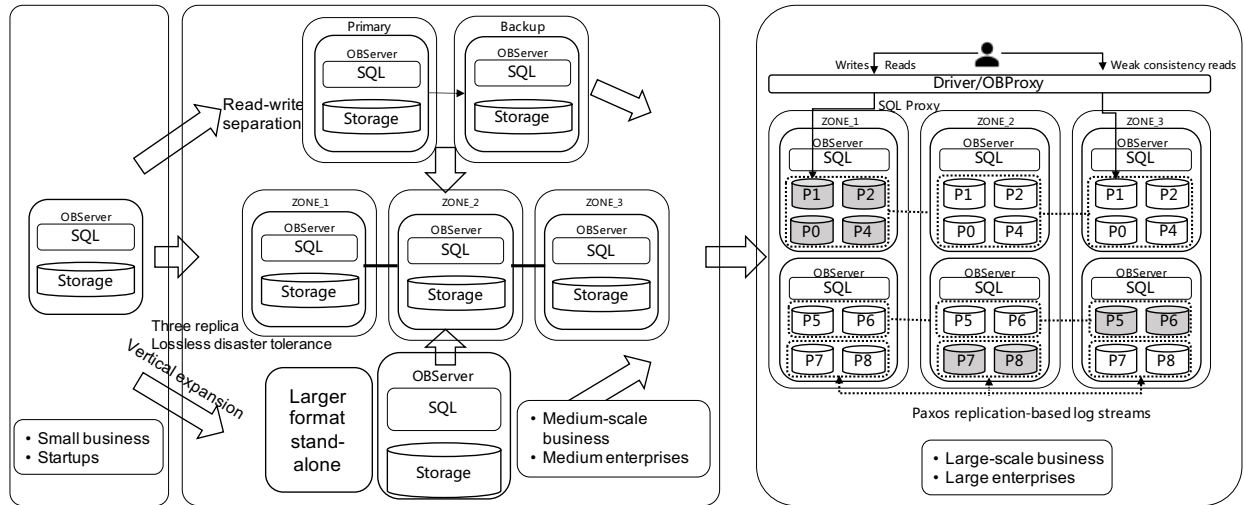 OBServer
SQL
Storage
• Small business
• Startups
Primary
OBServer
SQL
Storage
Backup
OBServer
SQL
Storage
Read-write
separation
ZONE_1
OBServer
SQL
Storage
ZONE_2
OBServer
SQL
Storage
ZONE_3
OBServer
SQL
Storage
Three replica
Lossless disaster tolerance
Vertical expansion
Larger
format
stand-
alone
OBServer
SQL
Storage
• Medium-scale
business
• Medium enterprises
Writes
Reads
Weak consistency reads
Driver/OBProxy
SQL Proxy
ZONE_1
OBServer
SQL
P1 P2
P0 P4
OBServer
SQL
P5 P6
P7 P8
ZONE_2
OBServer
SQL
P1 P2
P0 P4
OBServer
SQL
P5 P6
P7 P8
ZONE_3
OBServer
SQL
P1 P2
P0 P4
OBServer
SQL
P5 P6
P7 P8
Paxos replication-based log streams
• Large-scale business
• Large enterprises